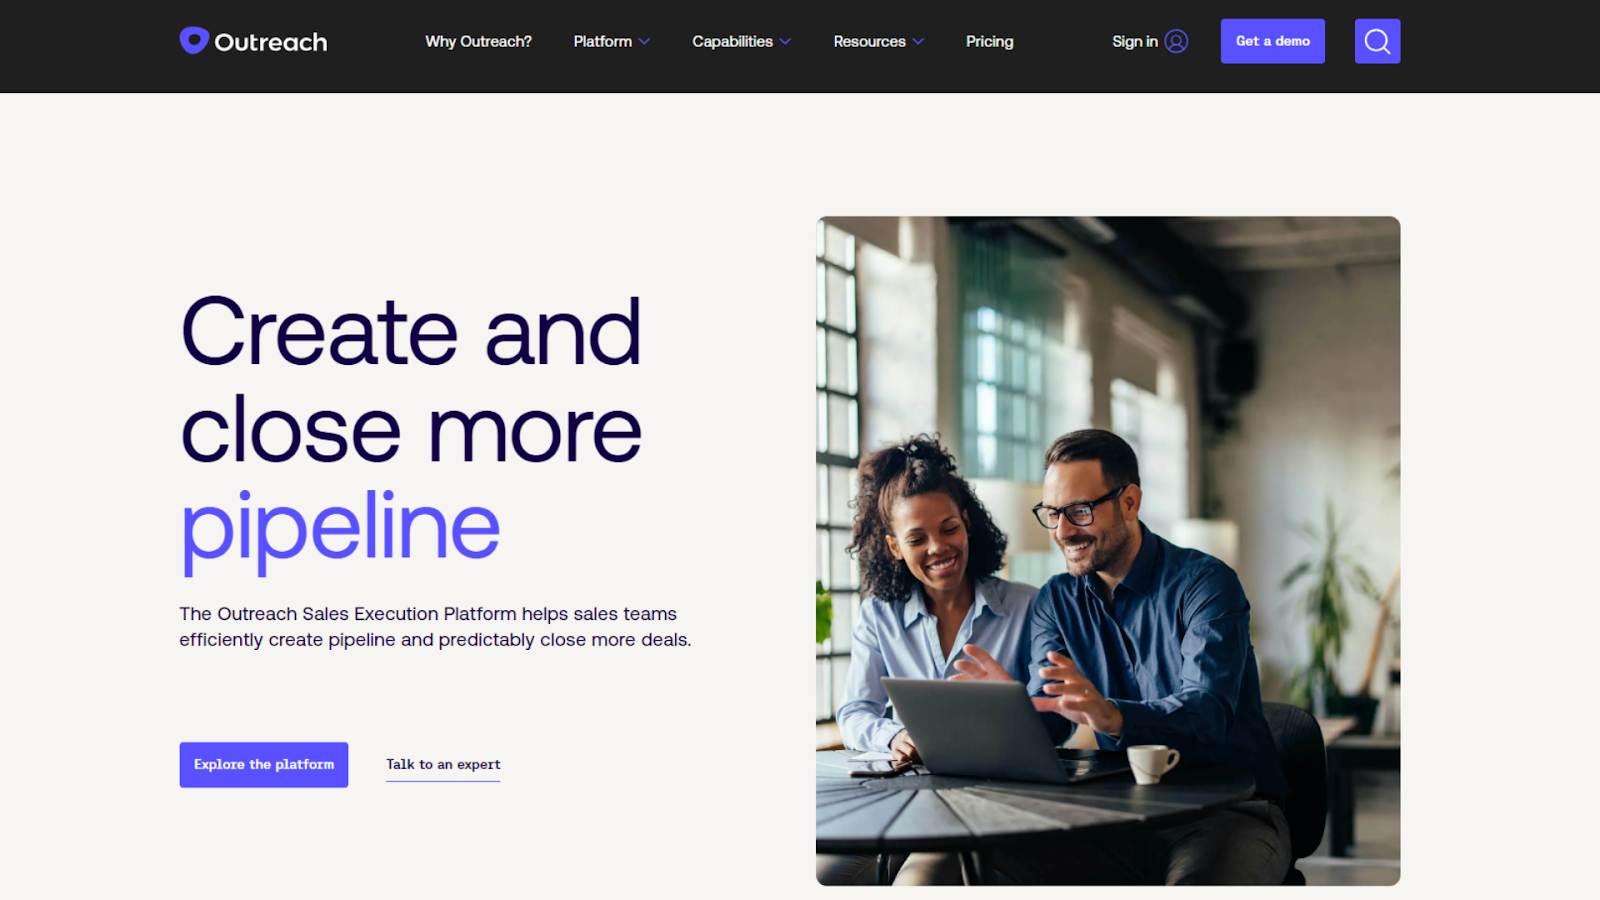 Outreach
Why Outreach?
Platform
Capabilities
Resources
Pricing
Sign in
Get a demo
Create and
close more
pipeline
The Outreach Sales Execution Platform helps sales teams
efficiently create pipeline and predictably close more deals.
Explore the platform
Talk to an expert